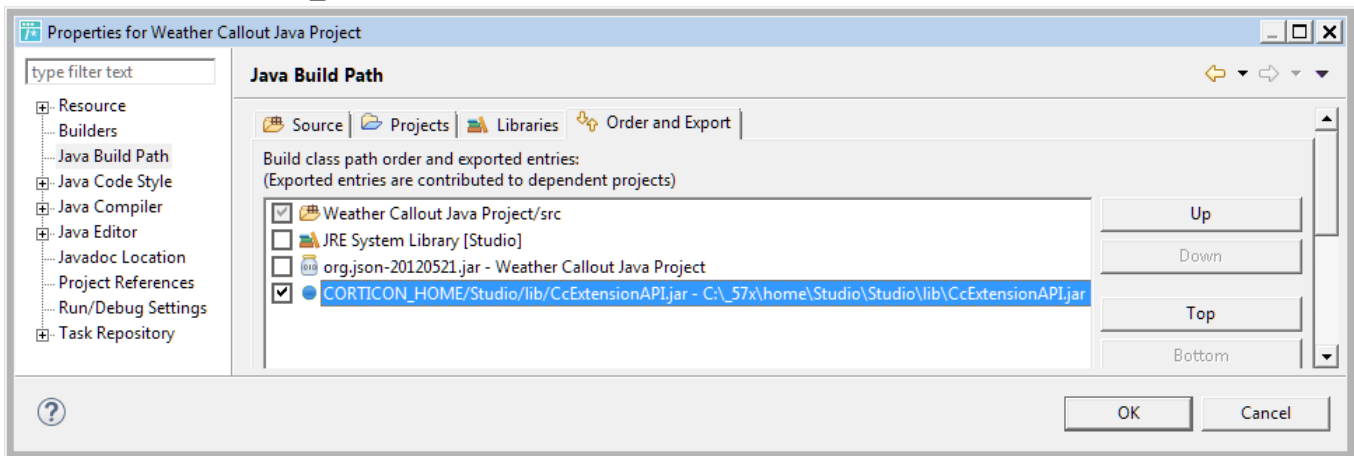 Properties for Weather Callout Java Project
type filter text
Java Build Path
Resource
Builders
Java Build Path
Java Code Style
Java Compiler
Java Editor
Javadoc Location
Project References
Run/Debug Settings
Task Repository
Source Projects Libraries Order and Export
Build class path order and exported entries:
(Exported entries are contributed to dependent projects)
Weather Callout Java Project/src
JRE System Library [Studio]
org.json-20120521.jar - Weather Callout Java Project
CORTICON_HOME/Studio/lib/CcExtensionAPI.jar - C:\_57x\home\Studio\Studio\lib\CcExtensionAPI.jar
Up
Down
Top
Bottom
OK Cancel